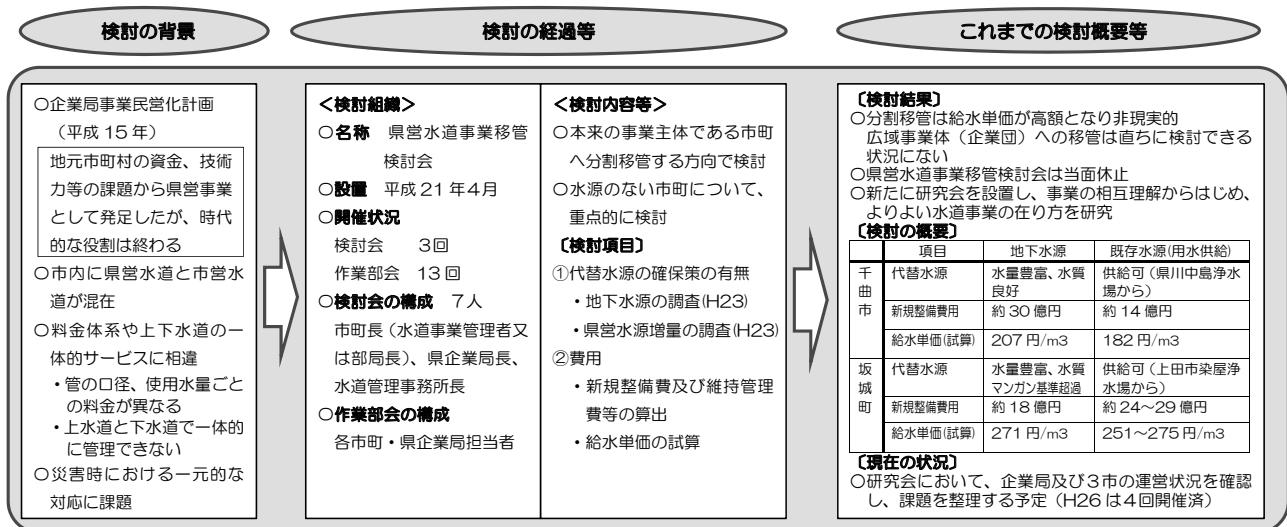 検討の背景
検討の経過等
これまでの検討概要等
○企業局事業民営化計画
（平成 15 年）
地元市町村の資金、技術
力等の課題から県営事業
として発足したが、時代
的な役割は終わる
○市内に県営水道と市営水
道が混在
○料金体系や上下水道の一
体的サービスに相違
・管の口径、使用水量ごと
の料金が異なる
・上水道と下水道で一体的
に管理できない
○災害時における一元的な
対応に課題
＜検討組織＞
○名称　県営水道事業移管
検討会
○設置　平成 21 年４月
○開催状況
検討会　　３回
作業部会　13 回
○検討会の構成　７人
市町長（水道事業管理者又
は部局長）、県企業局長、
水道管理事務所長
○作業部会の構成
各市町・県企業局担当者
＜検討内容等＞
○本来の事業主体である市町
へ分割移管する方向で検討
○水源のない市町について、
重点的に検討
〔検討項目〕
①代替水源の確保策の有無
・地下水源の調査(H23)
・県営水源増量の調査(H23)
②費用
・新規整備費及び維持管理
費等の算出
・給水単価の試算
〔検討結果〕
○分割移管は給水単価が高額となり非現実的
広域事業体（企業団）への移管は直ちに検討できる
状況にない
○県営水道事業移管検討会は当面休止
○新たに研究会を設置し、事業の相互理解からはじめ、
よりよい水道事業の在り方を研究
〔検討の概要〕
項目　地下水源　既存水源(用水供給)
千曲市　代替水源　水量豊富、水質　供給可（県川中島浄水
良好　場から）
新規整備費用　約 30 億円　約 14 億円
給水単価(試算)　207 円/m3　182 円/m3
坂城町　代替水源　水量豊富、水質　供給可（上田市染屋浄
マンガン基準超過　水場から）
新規整備費用　約 18 億円　約 24～29 億円
給水単価(試算)　271 円/m3　251～275 円/m3
〔現在の状況〕
○研究会において、企業局及び３市の運営状況を確認
し、課題を整理する予定（H26 は４回開催済）